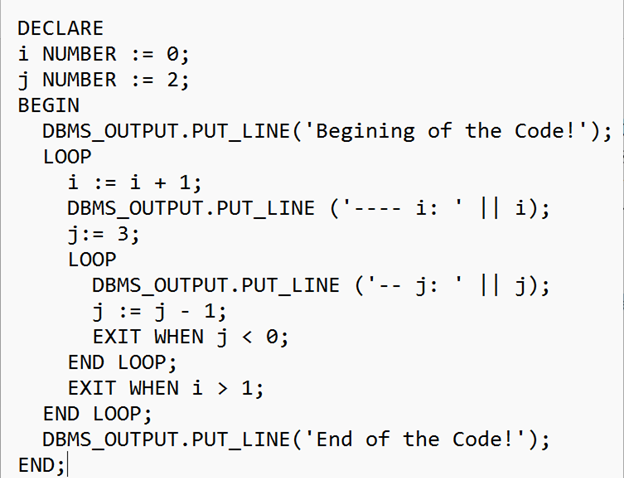 DECLARE
i NUMBER := 0;
j NUMBER := 2;
BEGIN
  DBMS_OUTPUT.PUT_LINE('Begining of the Code!');
  LOOP
    i := i + 1;
    DBMS_OUTPUT.PUT_LINE ('---- i: ' || i);
    j:= 3;
    LOOP
      DBMS_OUTPUT.PUT_LINE ('-- j: ' || j);
      j := j - 1;
      EXIT WHEN j < 0;
    END LOOP;
    EXIT WHEN i > 1;
  END LOOP;
  DBMS_OUTPUT.PUT_LINE('End of the Code!');
END;